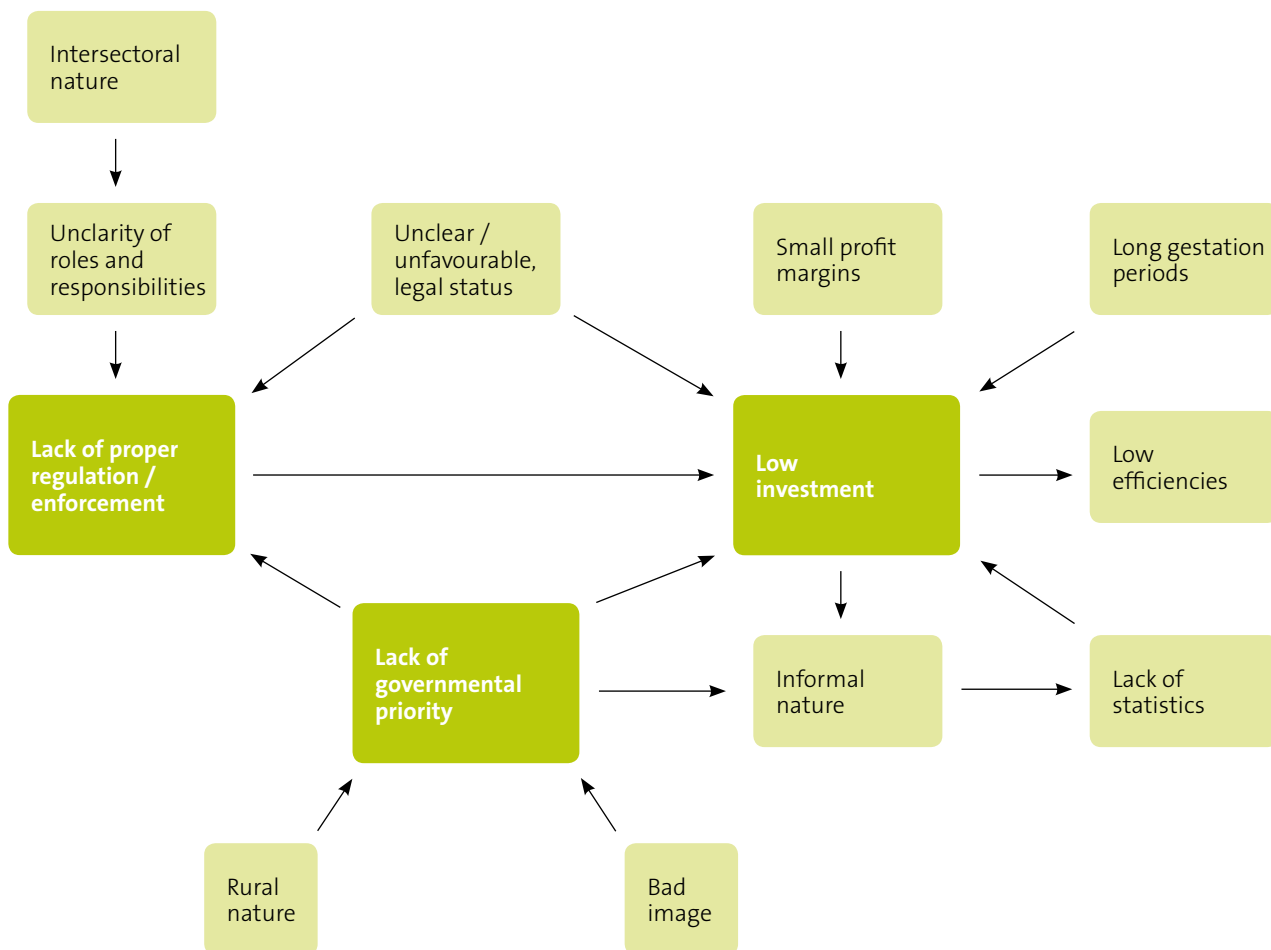 Intersectoral
nature
Unclarity of
roles and
responsibilities
Unclear /
unfavourable,
legal status
Small profit
margins
Long gestation
periods
Lack of proper
regulation /
enforcement
Low
investment
Low
efficiencies
Lack of
governmental
priority
Informal
nature
Lack of
statistics
Rural
nature
Bad
image